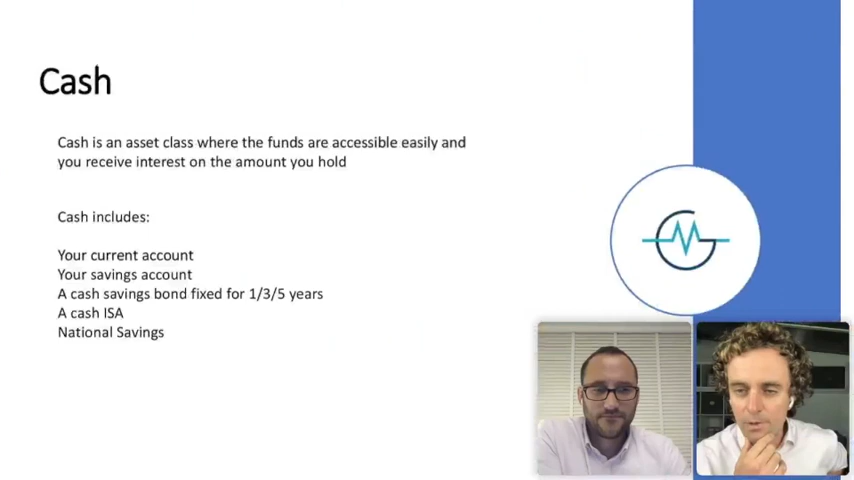 Cash
Cash is an asset class where the funds are accessible easily and
you receive interest on the amount you hold
Cash includes:
Your current account
Your savings account
A cash savings bond fixed for 1/3/5 years
A cash ISA
National Savings